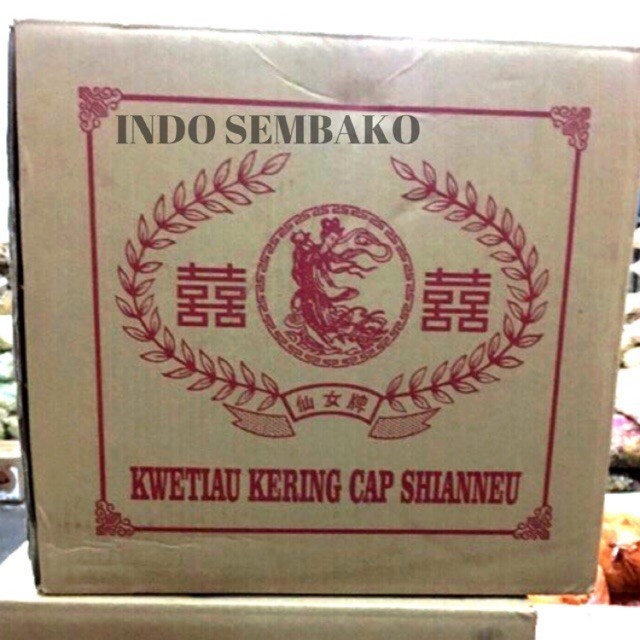 INDO SEMBAKO
囍 囍
仙女牌
KWETIAU KERING CAP SHIANNEU